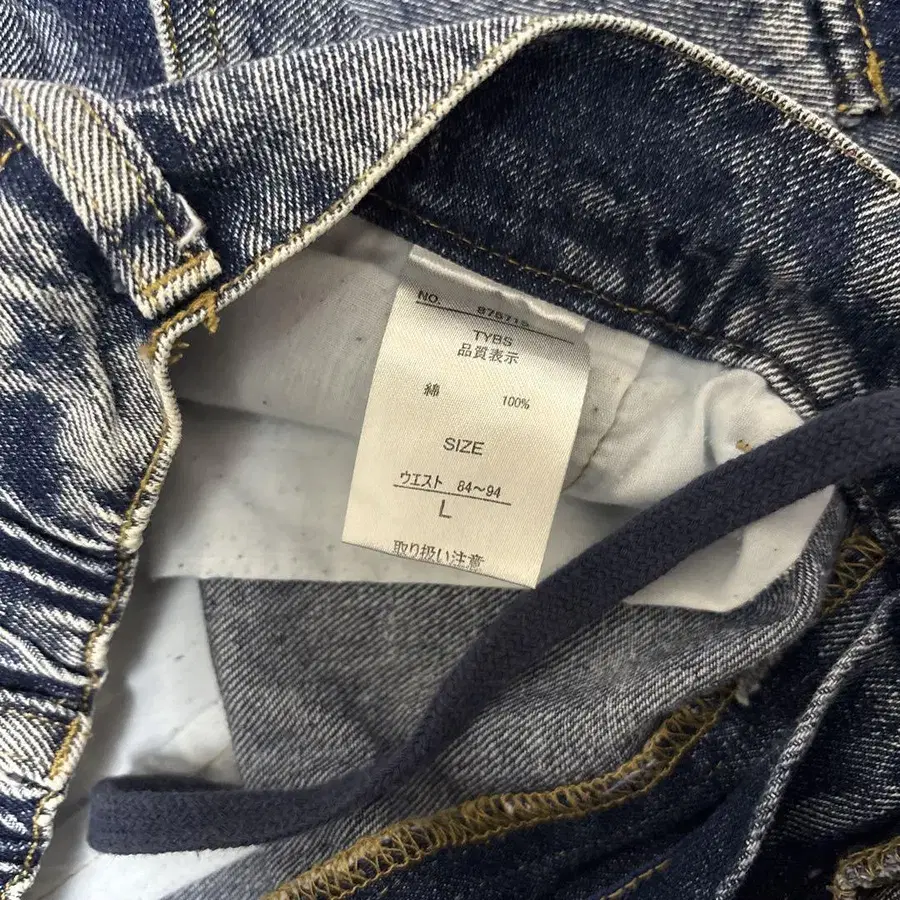 NO. 875715
TYBS
品質表示
綿 100%
SIZE
ウエスト 84〜94
L
取り扱い注意